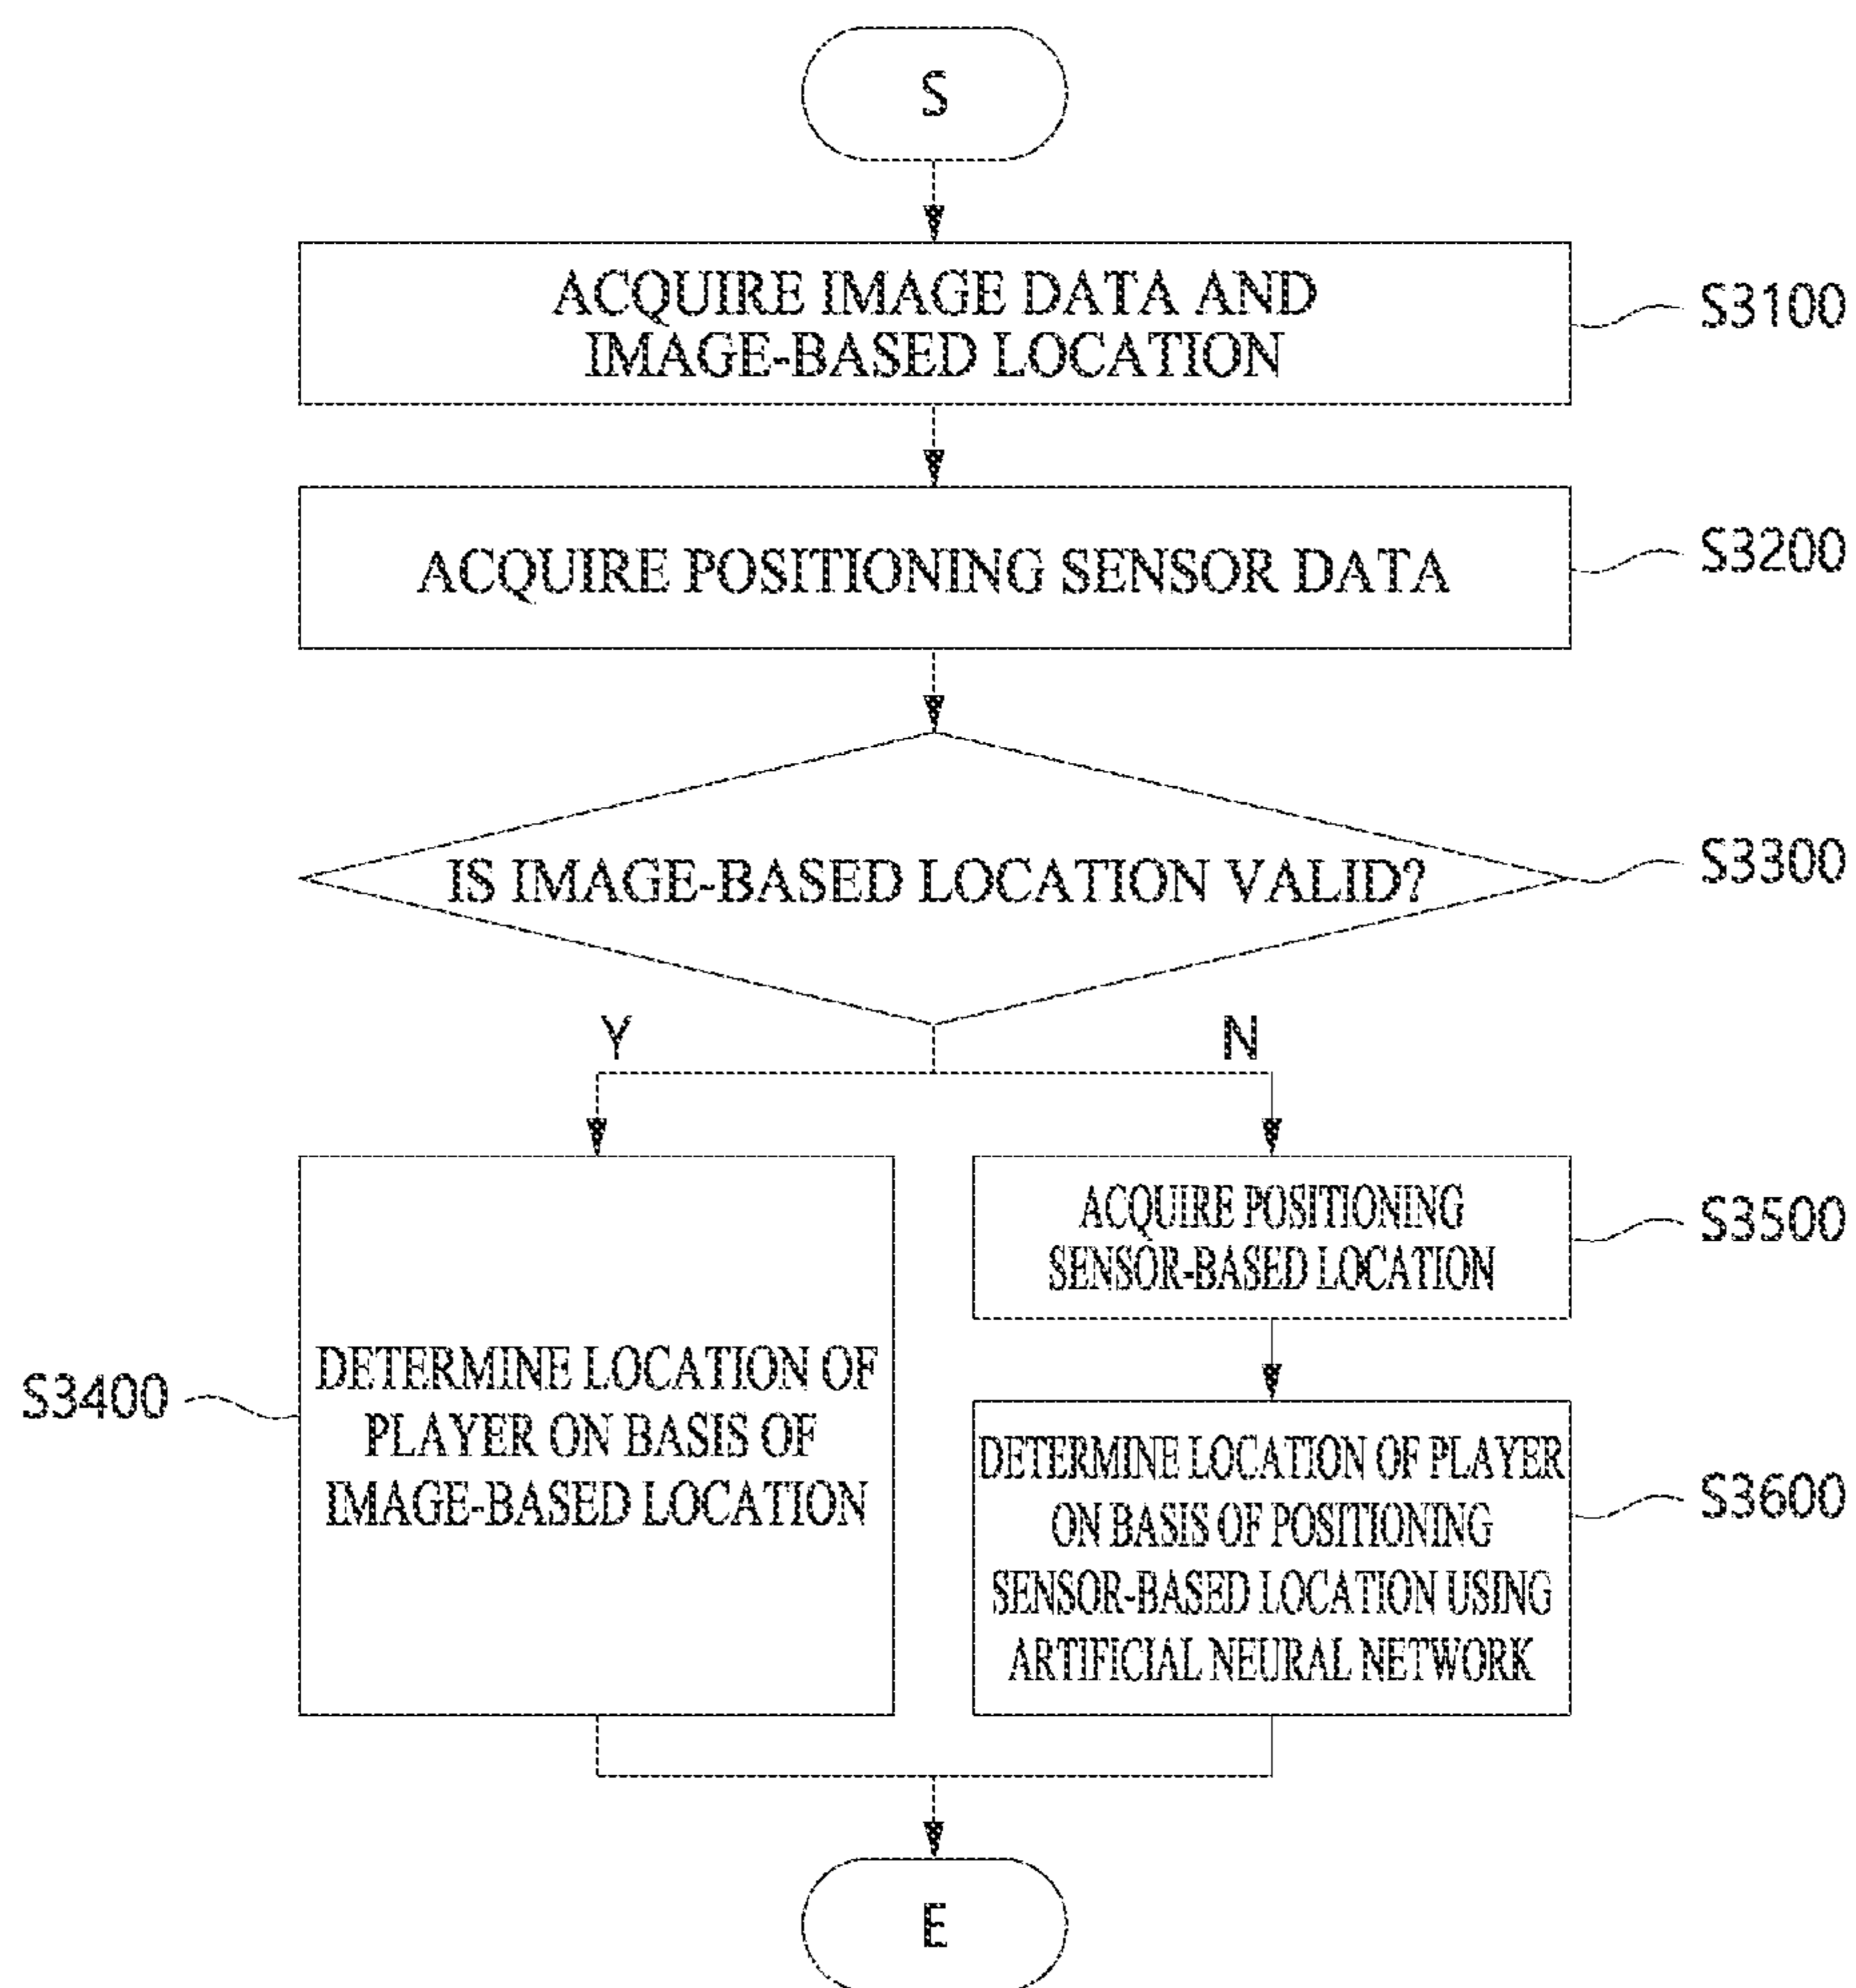 S
ACQUIRE IMAGE DATA AND
IMAGE-BASED LOCATION
S3100
ACQUIRE POSITIONING SENSOR DATA
S3200
IS IMAGE-BASED LOCATION VALID?
S3300
Y
N
S3400
DETERMINE LOCATION OF
PLAYER ON BASIS OF
IMAGE-BASED LOCATION
ACQUIRE POSITIONING
SENSOR-BASED LOCATION
S3500
DETERMINE LOCATION OF PLAYER
ON BASIS OF POSITIONING
SENSOR-BASED LOCATION USING
ARTIFICIAL NEURAL NETWORK
S3600
E